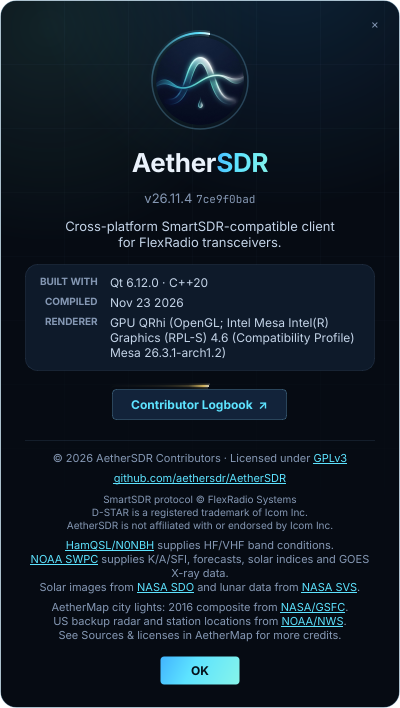 ×
AetherSDR
v26.11.4 7ce9f0bad
Cross-platform SmartSDR-compatible client
for FlexRadio transceivers.
BUILT WITH Qt 6.12.0 · C++20
COMPILED Nov 23 2026
RENDERER GPU QRhi (OpenGL; Intel Mesa Intel(R)
Graphics (RPL-S) 4.6 (Compatibility Profile)
Mesa 26.3.1-arch1.2)
Contributor Logbook ↗
© 2026 AetherSDR Contributors · Licensed under GPLv3
github.com/aethersdr/AetherSDR
SmartSDR protocol © FlexRadio Systems
D-STAR is a registered trademark of Icom Inc.
AetherSDR is not affiliated with or endorsed by Icom Inc.
HamQSL/N0NBH supplies HF/VHF band conditions.
NOAA SWPC supplies K/A/SFI, forecasts, solar indices and GOES
X-ray data.
Solar images from NASA SDO and lunar data from NASA SVS.
AetherMap city lights: 2016 composite from NASA/GSFC.
US backup radar and station locations from NOAA/NWS.
See Sources & licenses in AetherMap for more credits.
OK